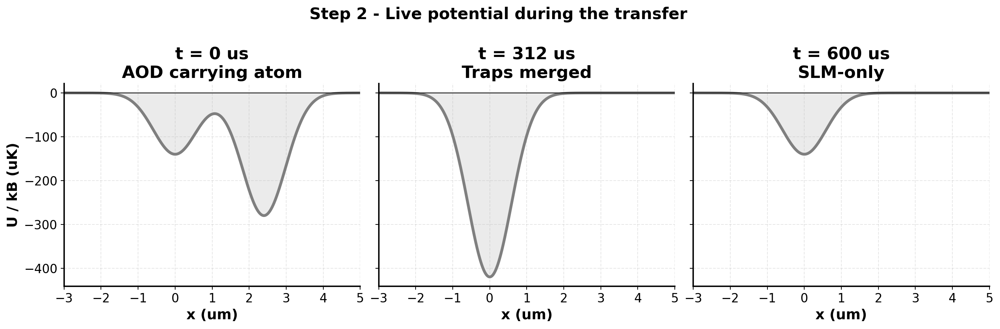 Step 2 - Live potential during the transfer
t = 0 us
AOD carrying atom
t = 312 us
Traps merged
t = 600 us
SLM-only
U / kB (uK)
0
−100
−200
−300
−400
−3 −2 −1 0 1 2 3 4 5
−3 −2 −1 0 1 2 3 4 5
−3 −2 −1 0 1 2 3 4 5
x (um)
x (um)
x (um)